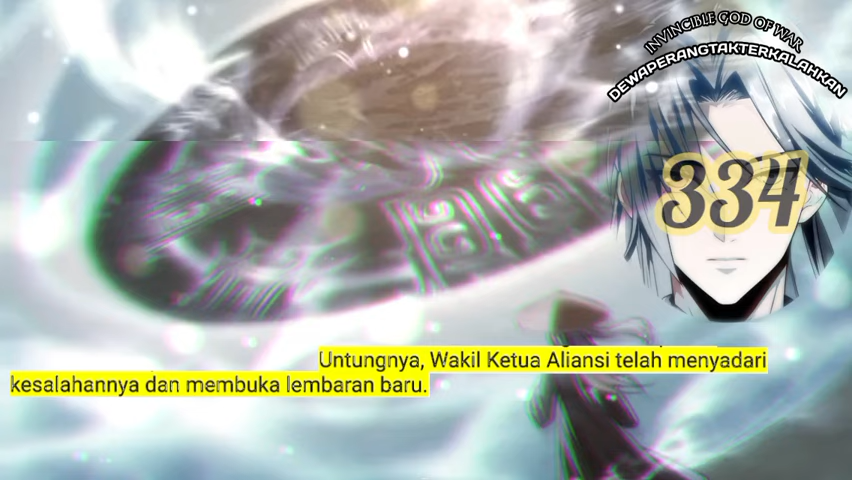 INVINCIBLE GOD OF WAR
DEWAPERANGTAKTERKALAHKAN
334
Untungnya, Wakil Ketua Aliansi telah menyadari
kesalahannya dan membuka lembaran baru.